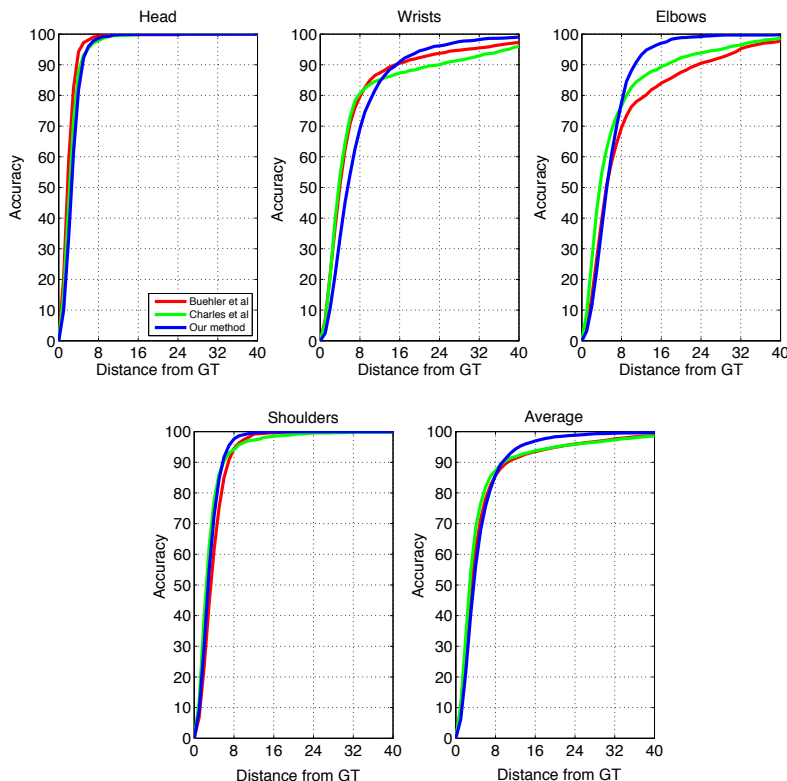 Head
Wrists
Elbows
100
90
80
70
60
50
40
30
20
10
0
Accuracy
Buehler et al
Charles et al
Our method
0 8 16 24 32 40
Distance from GT
100
90
80
70
60
50
40
30
20
10
0
Accuracy
0 8 16 24 32 40
Distance from GT
100
90
80
70
60
50
40
30
20
10
0
Accuracy
0 8 16 24 32 40
Distance from GT
Shoulders
Average
100
90
80
70
60
50
40
30
20
10
0
Accuracy
0 8 16 24 32 40
Distance from GT
100
90
80
70
60
50
40
30
20
10
0
Accuracy
0 8 16 24 32 40
Distance from GT